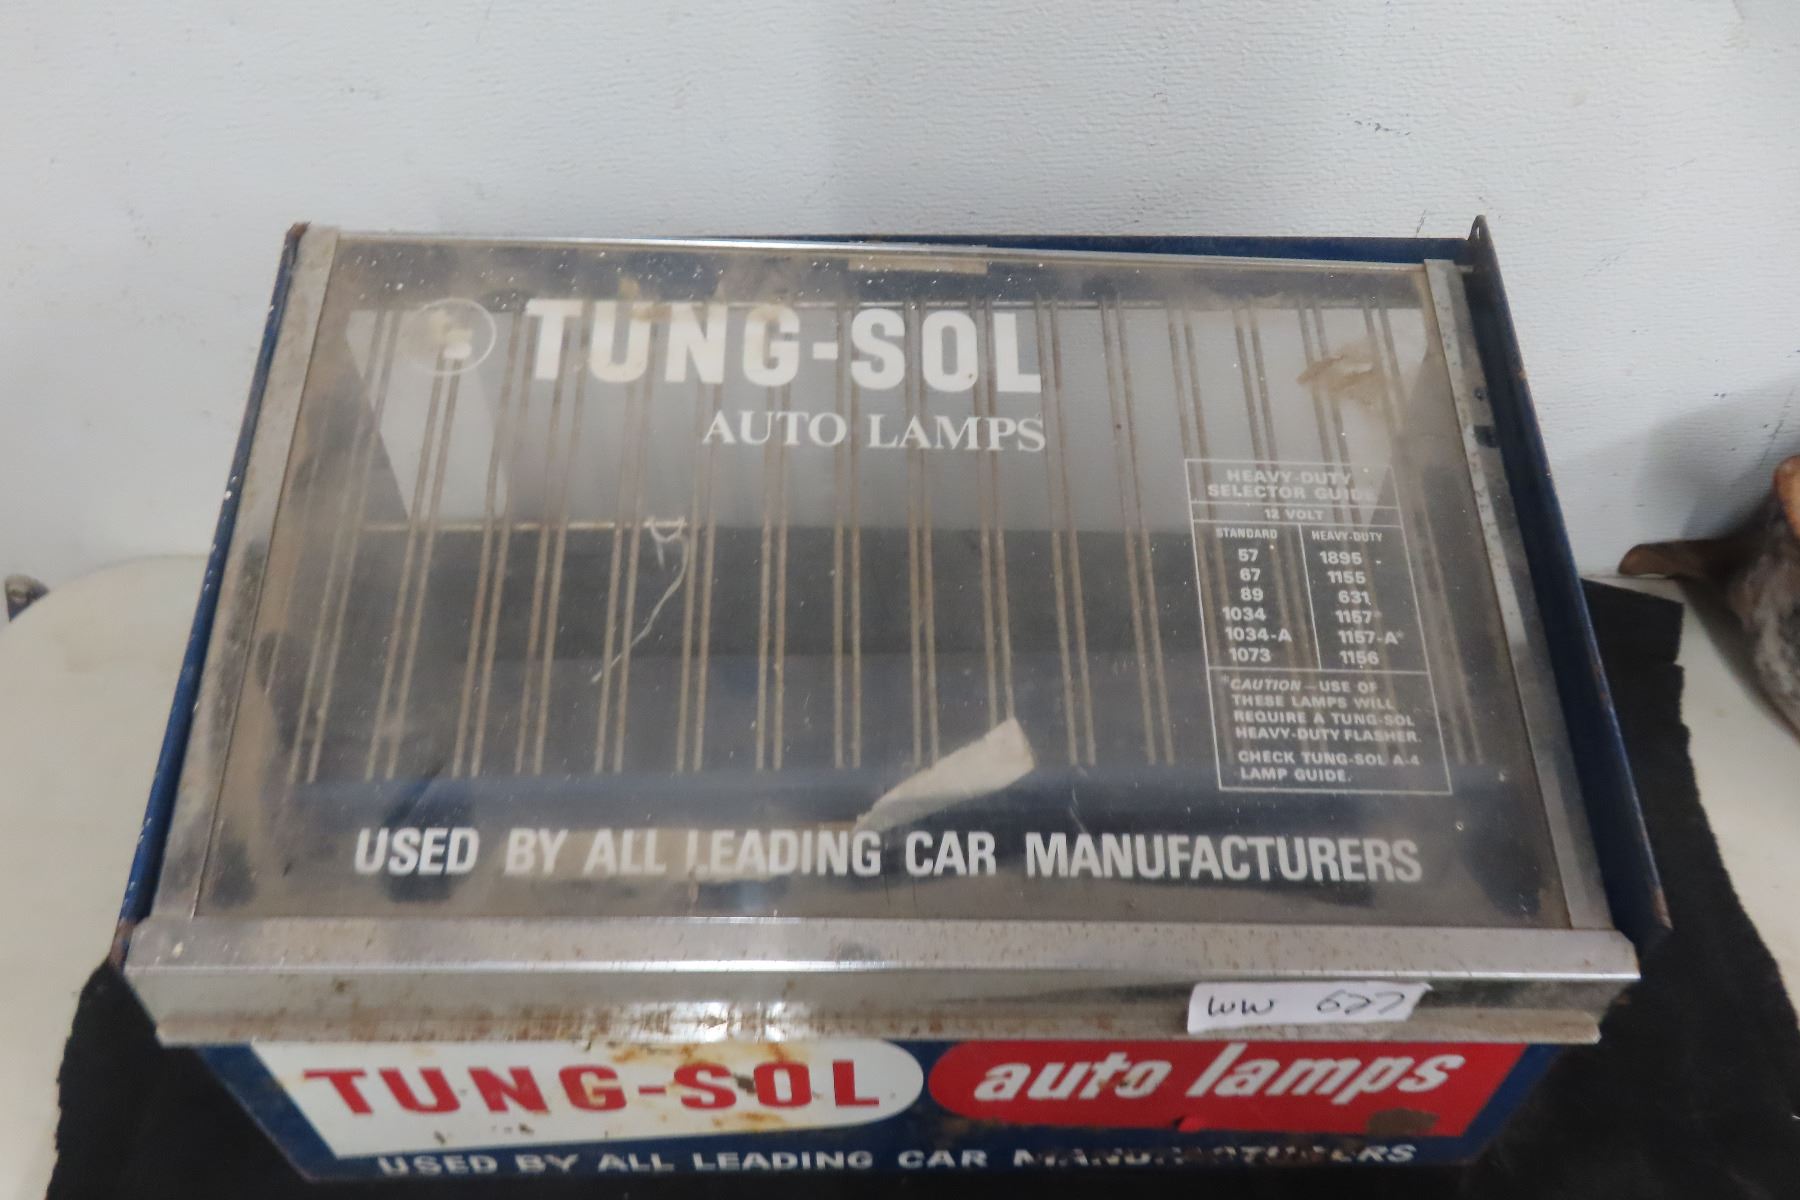 TUNG-SOL
AUTO LAMPS
HEAVY-DUTY
SELECTOR GUIDE
12 VOLT
STANDARD HEAVY-DUTY
57 1895
67 1155
89 631
1034 1157*
1034-A 1157-A*
1073 1156
*CAUTION - USE OF
THESE LAMPS WILL
REQUIRE A TUNG-SOL
HEAVY-DUTY FLASHER.
CHECK TUNG-SOL A-4
LAMP GUIDE.
USED BY ALL LEADING CAR MANUFACTURERS
WW 627
TUNG-SOL auto lamps
USED BY ALL LEADING CAR MANUFACTURERS